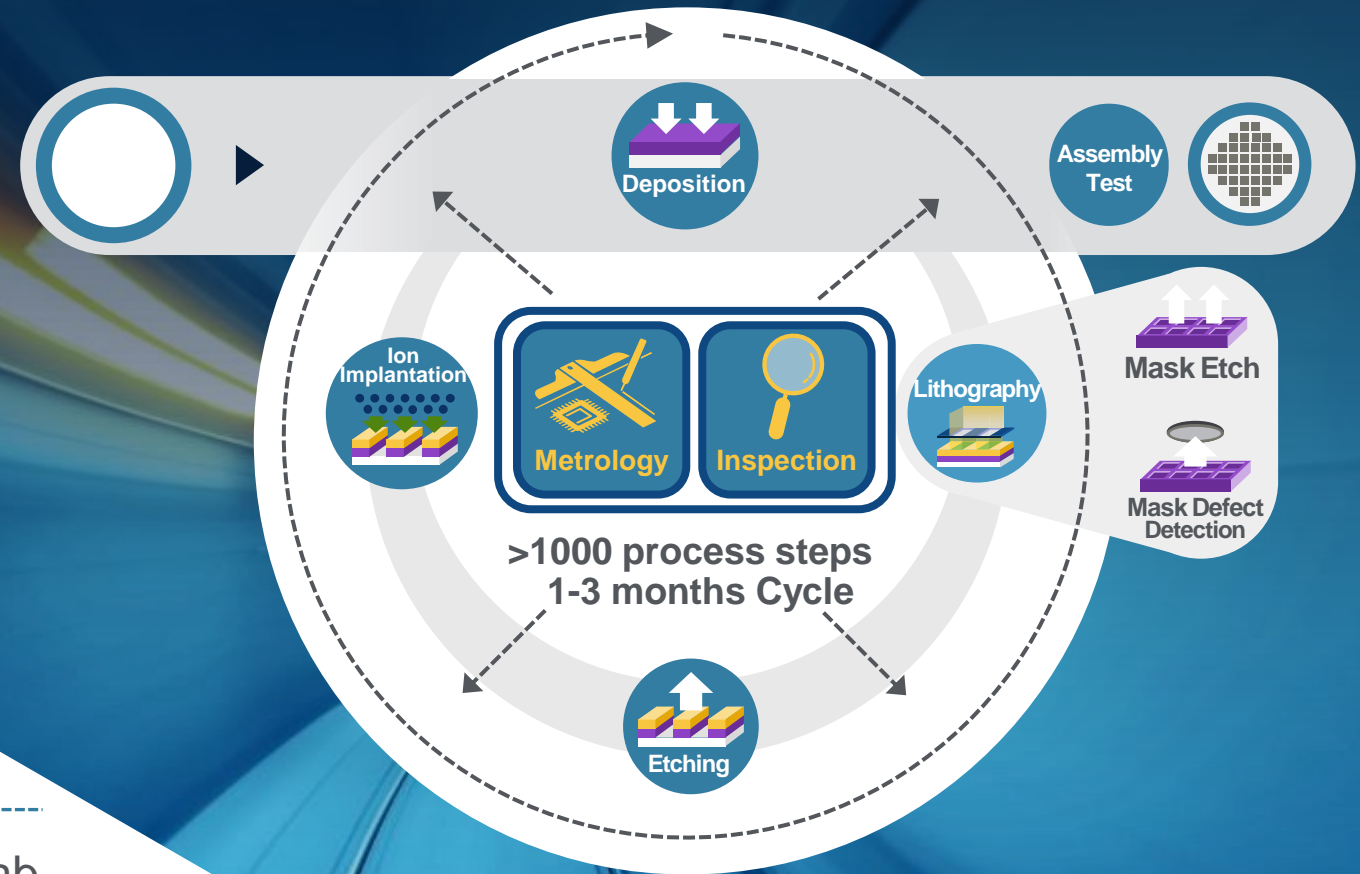 Deposition
Assembly
Test
Ion
Implantation
Metrology
Inspection
Lithography
Mask Etch
Mask Defect
Detection
>1000 process steps
1-3 months Cycle
Etching